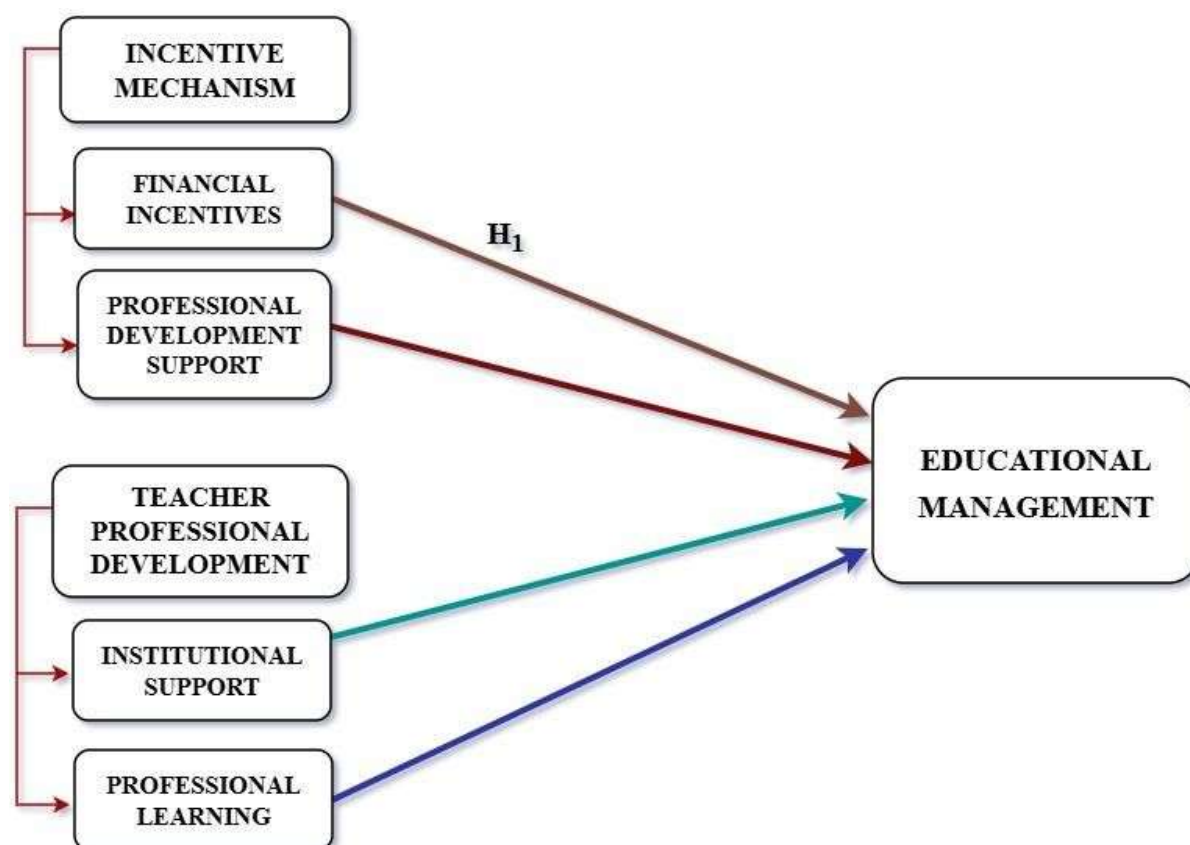 INCENTIVE
MECHANISM
FINANCIAL
INCENTIVES
H₁
PROFESSIONAL
DEVELOPMENT
SUPPORT
EDUCATIONAL
MANAGEMENT
TEACHER
PROFESSIONAL
DEVELOPMENT
INSTITUTIONAL
SUPPORT
PROFESSIONAL
LEARNING